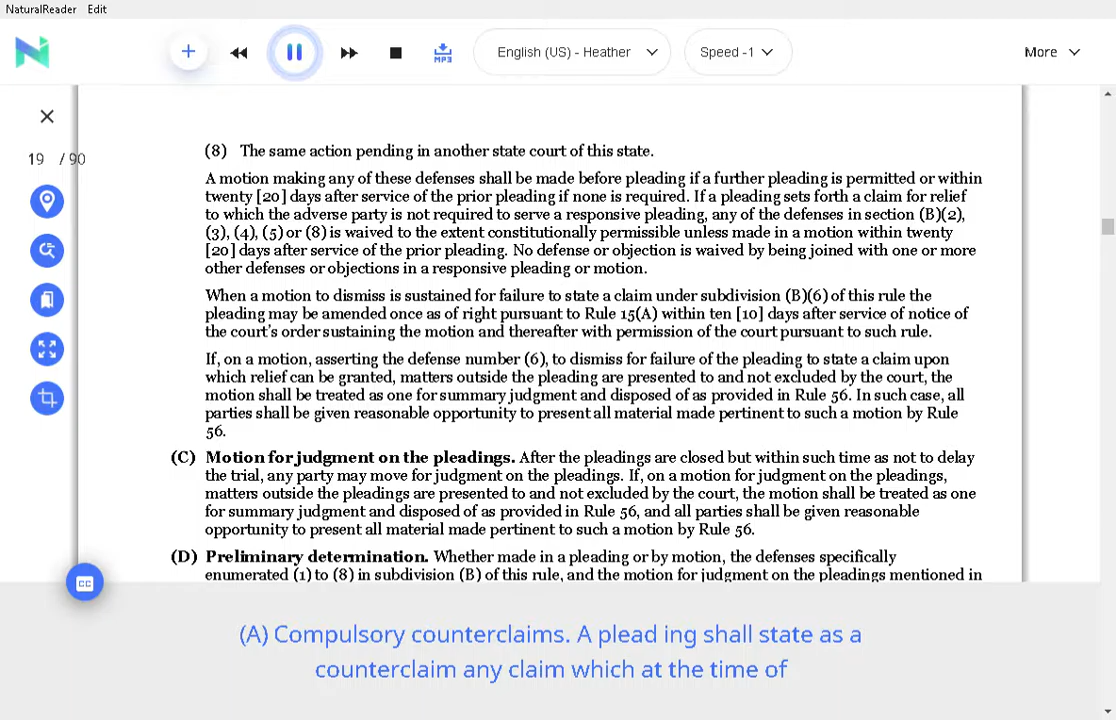 NaturalReader Edit
MP3
English (US) - Heather
Speed -1
More
19 / 90
(8) The same action pending in another state court of this state.
A motion making any of these defenses shall be made before pleading if a further pleading is permitted or within
twenty [20] days after service of the prior pleading if none is required. If a pleading sets forth a claim for relief
to which the adverse party is not required to serve a responsive pleading, any of the defenses in section (B)(2),
(3), (4), (5) or (8) is waived to the extent constitutionally permissible unless made in a motion within twenty
[20] days after service of the prior pleading. No defense or objection is waived by being joined with one or more
other defenses or objections in a responsive pleading or motion.
When a motion to dismiss is sustained for failure to state a claim under subdivision (B)(6) of this rule the
pleading may be amended once as of right pursuant to Rule 15(A) within ten [10] days after service of notice of
the court's order sustaining the motion and thereafter with permission of the court pursuant to such rule.
If, on a motion, asserting the defense number (6), to dismiss for failure of the pleading to state a claim upon
which relief can be granted, matters outside the pleading are presented to and not excluded by the court, the
motion shall be treated as one for summary judgment and disposed of as provided in Rule 56. In such case, all
parties shall be given reasonable opportunity to present all material made pertinent to such a motion by Rule
56.
(C) Motion for judgment on the pleadings. After the pleadings are closed but within such time as not to delay
the trial, any party may move for judgment on the pleadings. If, on a motion for judgment on the pleadings,
matters outside the pleadings are presented to and not excluded by the court, the motion shall be treated as one
for summary judgment and disposed of as provided in Rule 56, and all parties shall be given reasonable
opportunity to present all material made pertinent to such a motion by Rule 56.
(D) Preliminary determination. Whether made in a pleading or by motion, the defenses specifically
enumerated (1) to (8) in subdivision (B) of this rule, and the motion for judgment on the pleadings mentioned in
CC
(A) Compulsory counterclaims. A plead ing shall state as a
counterclaim any claim which at the time of